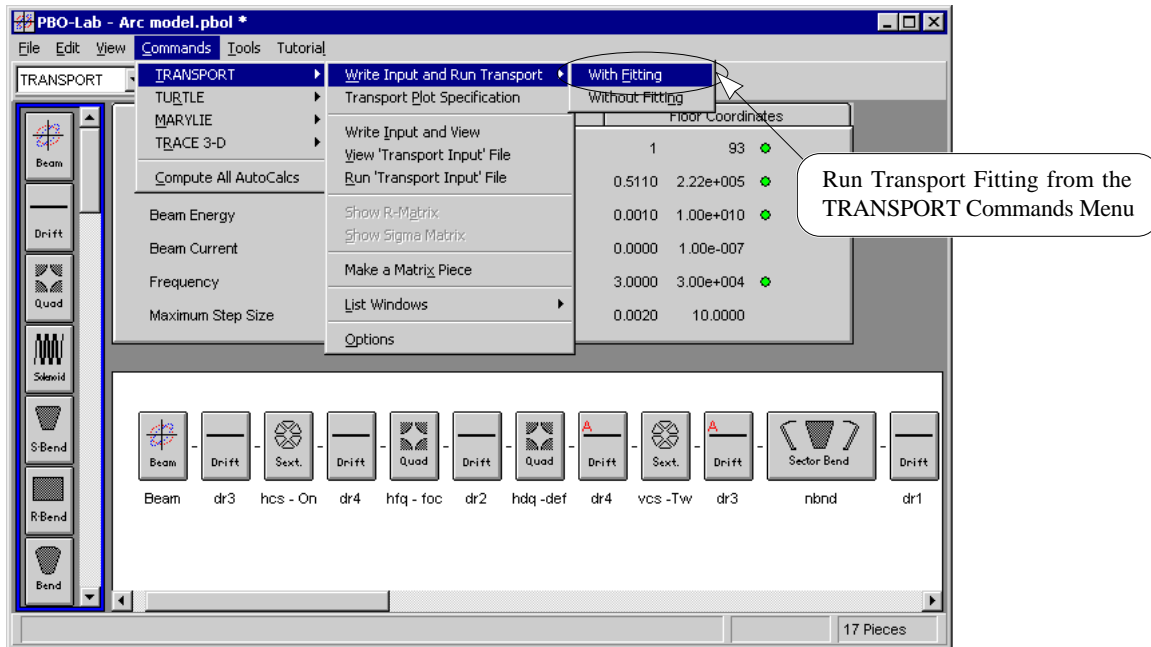 PBO-Lab - Arc model.pbol *
File Edit View Commands Tools Tutorial
TRANSPORT
TRANSPORT
TURTLE
MARYLIE
TRACE 3-D
Compute All AutoCalcs
Write Input and Run Transport
Transport Plot Specification
Write Input and View
View 'Transport Input' File
Run 'Transport Input' File
Show R-Matrix
Show Sigma Matrix
Make a Matrix Piece
List Windows
Options
With Fitting
Without Fitting
Floor Coordinates
1 93
0.5110 2.22e+005
Beam Energy 0.0010 1.00e+010
Beam Current 0.0000 1.00e-007
Frequency 3.0000 3.00e+004
Maximum Step Size 0.0020 10.0000
Run Transport Fitting from the
TRANSPORT Commands Menu
Beam
Drift
Quad
Solenoid
S-Bend
R-Bend
Bend
Beam Drift Sext. Drift Quad Drift Quad A Drift Sext. A Drift Sector Bend Drift
Beam dr3 hcs - On dr4 hfq - foc dr2 hdq -def dr4 vcs -Tw dr3 nbnd dr1
17 Pieces